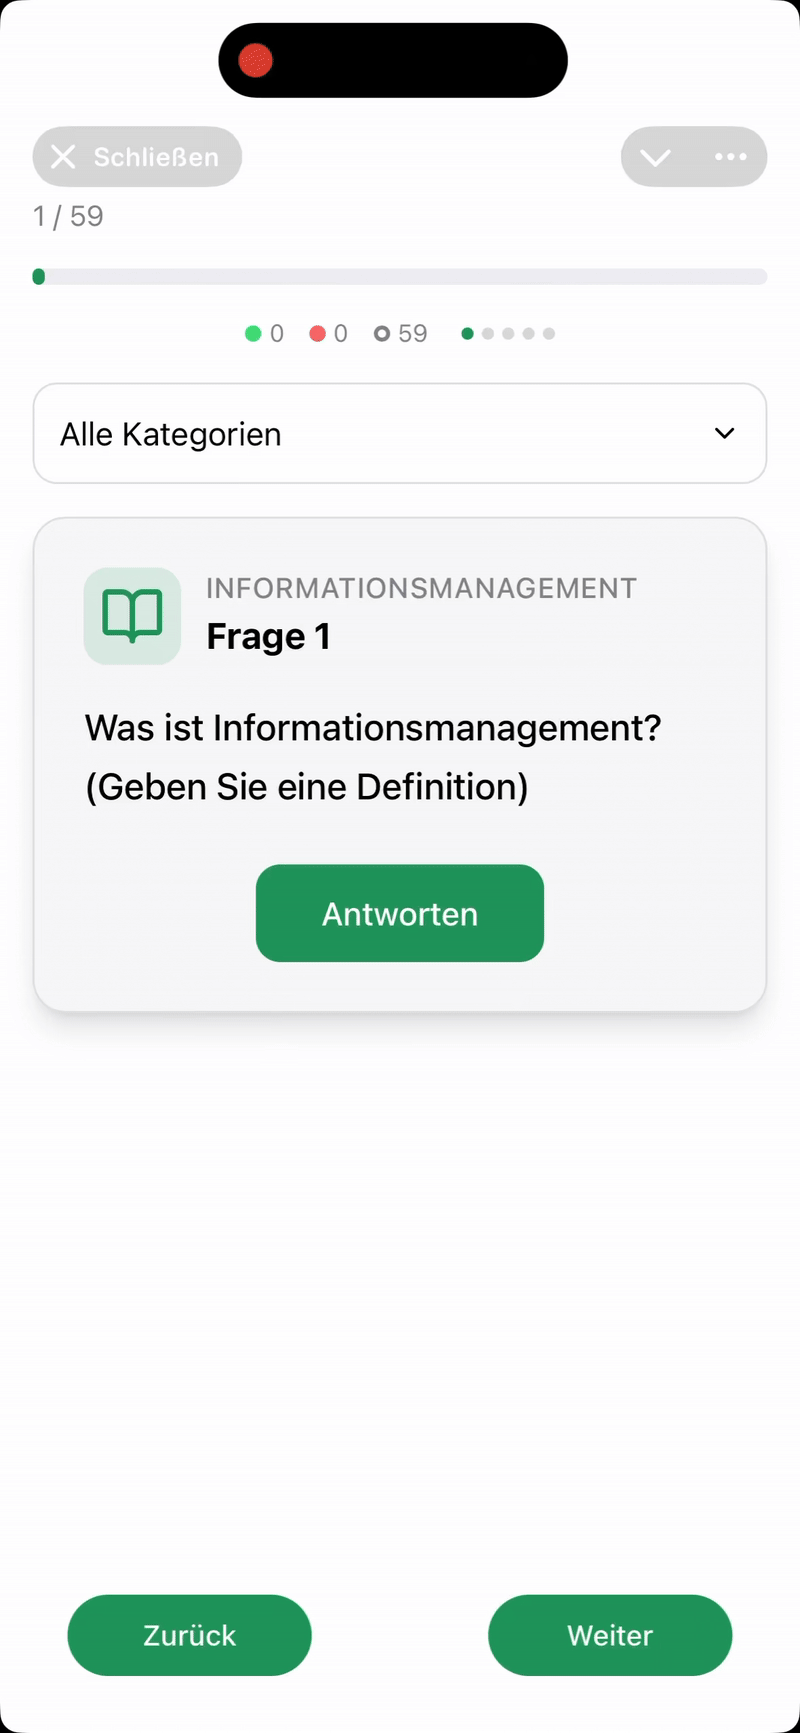 Schließen
1 / 59
0 0 59
Alle Kategorien
INFORMATIONSMANAGEMENT
Frage 1
Was ist Informationsmanagement?
(Geben Sie eine Definition)
Antworten
Zurück Weiter